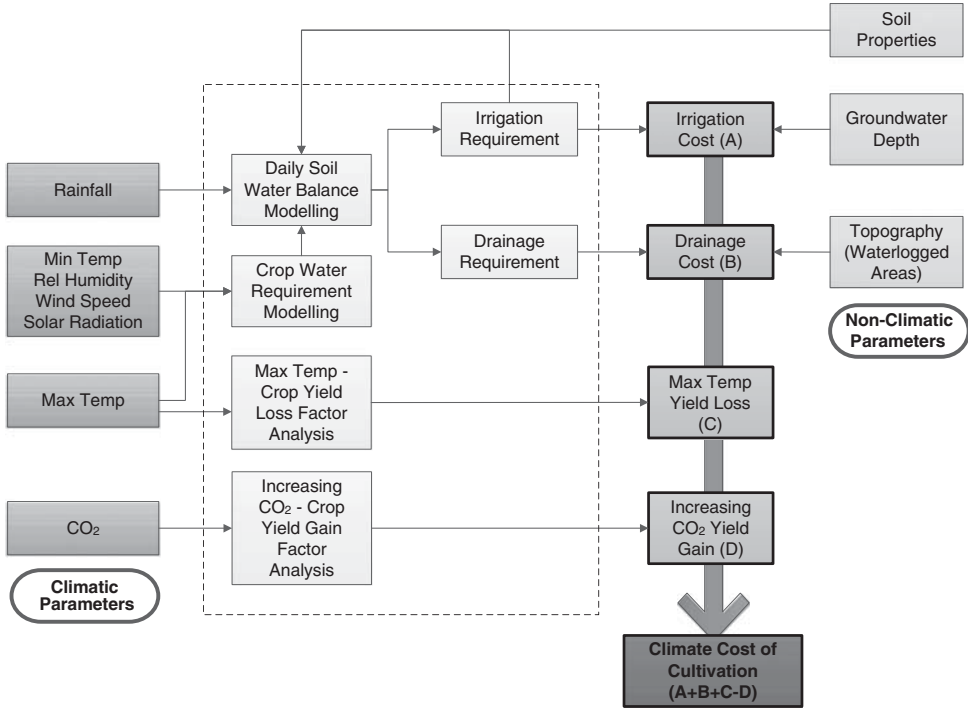 Soil
Properties
Irrigation
Requirement
Irrigation
Cost (A)
Groundwater
Depth
Rainfall
Daily Soil
Water Balance
Modelling
Drainage
Requirement
Drainage
Cost (B)
Topography
(Waterlogged
Areas)
Min Temp
Rel Humidity
Wind Speed
Solar Radiation
Crop Water
Requirement
Modelling
Non-Climatic
Parameters
Max Temp
Max Temp -
Crop Yield
Loss Factor
Analysis
Max Temp
Yield Loss
(C)
CO₂
Increasing
CO₂ - Crop
Yield Gain
Factor
Analysis
Increasing
CO₂ Yield
Gain (D)
Climatic
Parameters
Climate Cost of
Cultivation
(A+B+C-D)